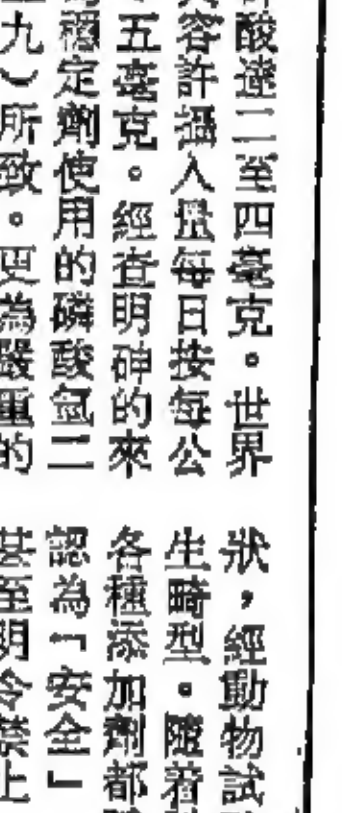 酸達二至四毫克。世界
容許攝入量每日按每公
五毫克。經查明砷的來
穩定劑使用的磷酸氫二
九)所致。更為嚴重的
狀，經動物試
生畸型。隨着
各種添加劑都
認為「安全」
甚至明令禁止